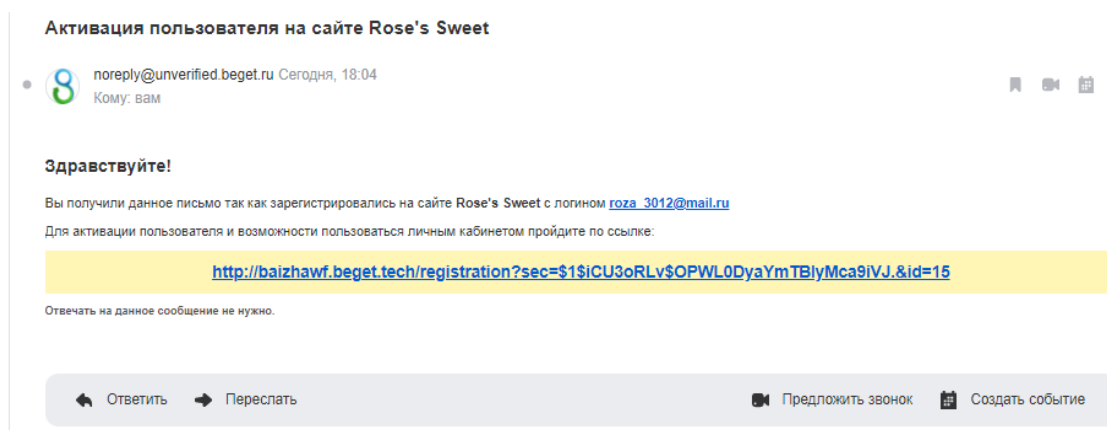 Активация пользователя на сайте Rose's Sweet
noreply@unverified.beget.ru Сегодня, 18:04
Кому: вам
Здравствуйте!
Вы получили данное письмо так как зарегистрировались на сайте Rose's Sweet с логином roza_3012@mail.ru
Для активации пользователя и возможности пользоваться личным кабинетом пройдите по ссылке:
http://baizhawf.beget.tech/registration?sec=$1$iCU3oRLv$OPWL0DyaYmTBlyMca9iVJ.&id=15
Отвечать на данное сообщение не нужно.
Ответить Переслать Предложить звонок Создать событие